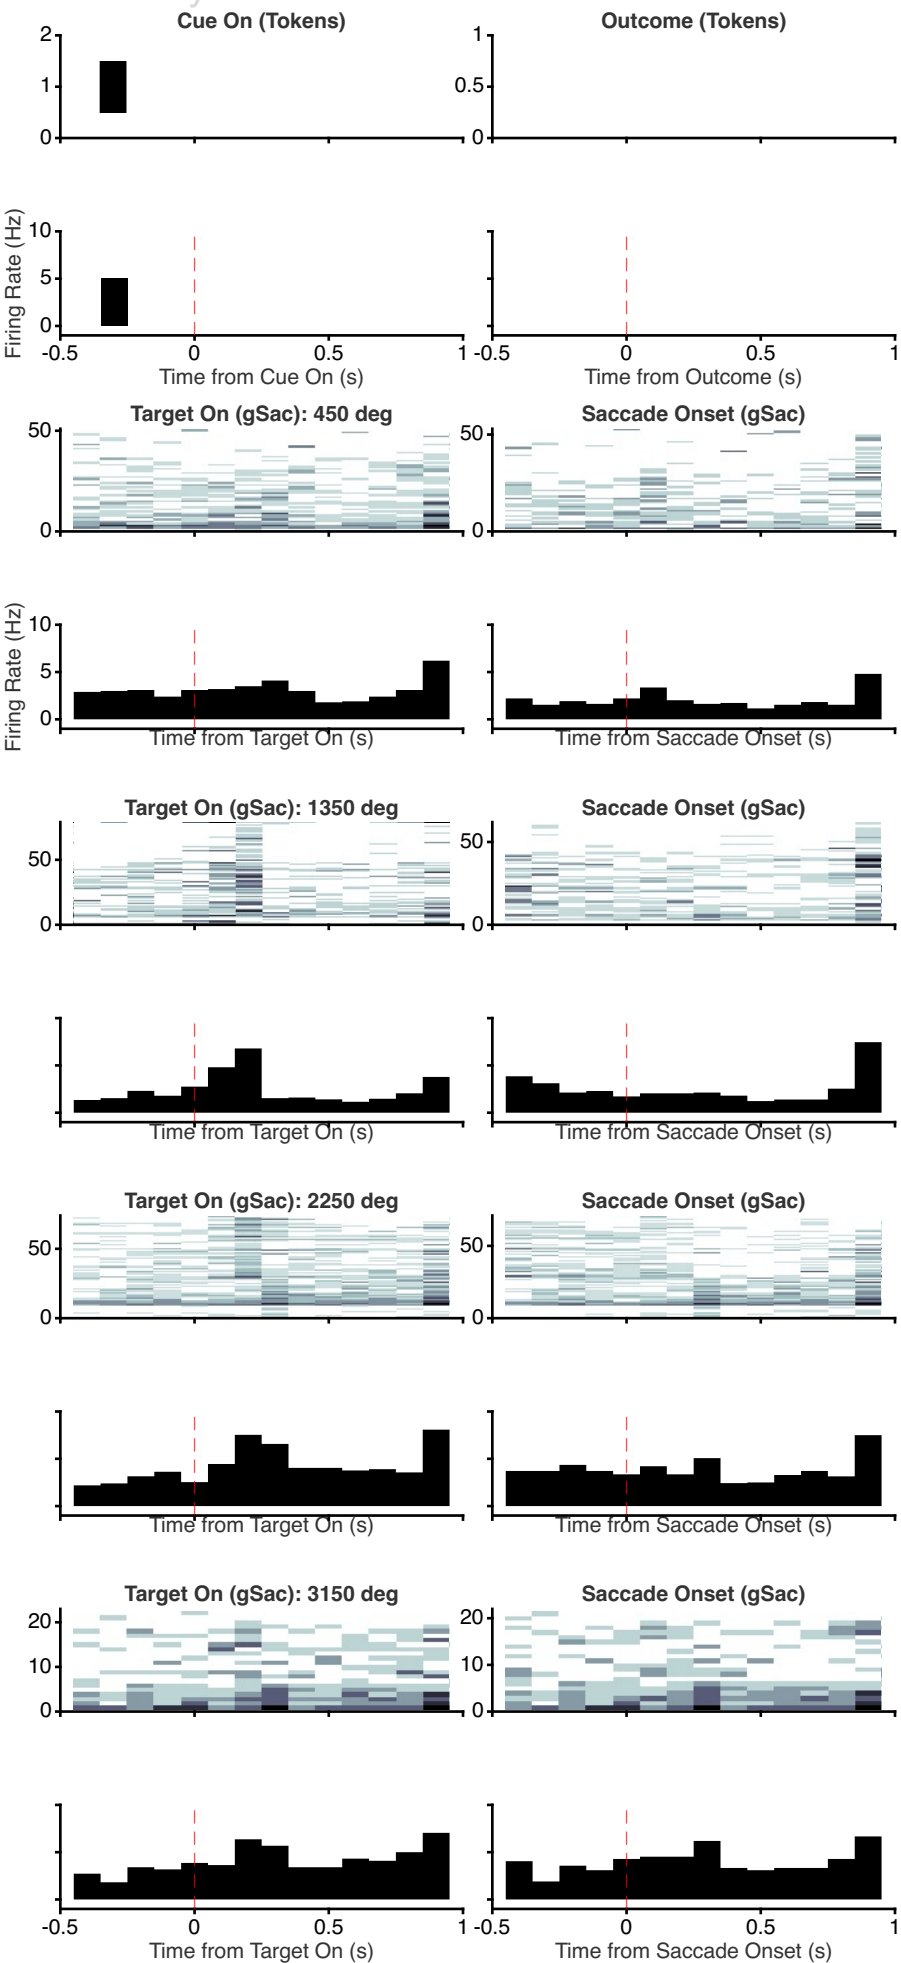 Cue On (Tokens)
Outcome (Tokens)
2
1
0
1
0.5
0
Firing Rate (Hz)
10
5
0
-0.5
0
0.5
1
-0.5
0
0.5
1
Time from Cue On (s)
Time from Outcome (s)
Target On (gSac): 450 deg
Saccade Onset (gSac)
50
0
50
0
Firing Rate (Hz)
10
5
0
Time from Target On (s)
Time from Saccade Onset (s)
Target On (gSac): 1350 deg
Saccade Onset (gSac)
50
0
50
0
Time from Target On (s)
Time from Saccade Onset (s)
Target On (gSac): 2250 deg
Saccade Onset (gSac)
50
0
50
0
Time from Target On (s)
Time from Saccade Onset (s)
Target On (gSac): 3150 deg
Saccade Onset (gSac)
20
10
0
20
10
0
-0.5
0
0.5
1
-0.5
0
0.5
1
Time from Target On (s)
Time from Saccade Onset (s)